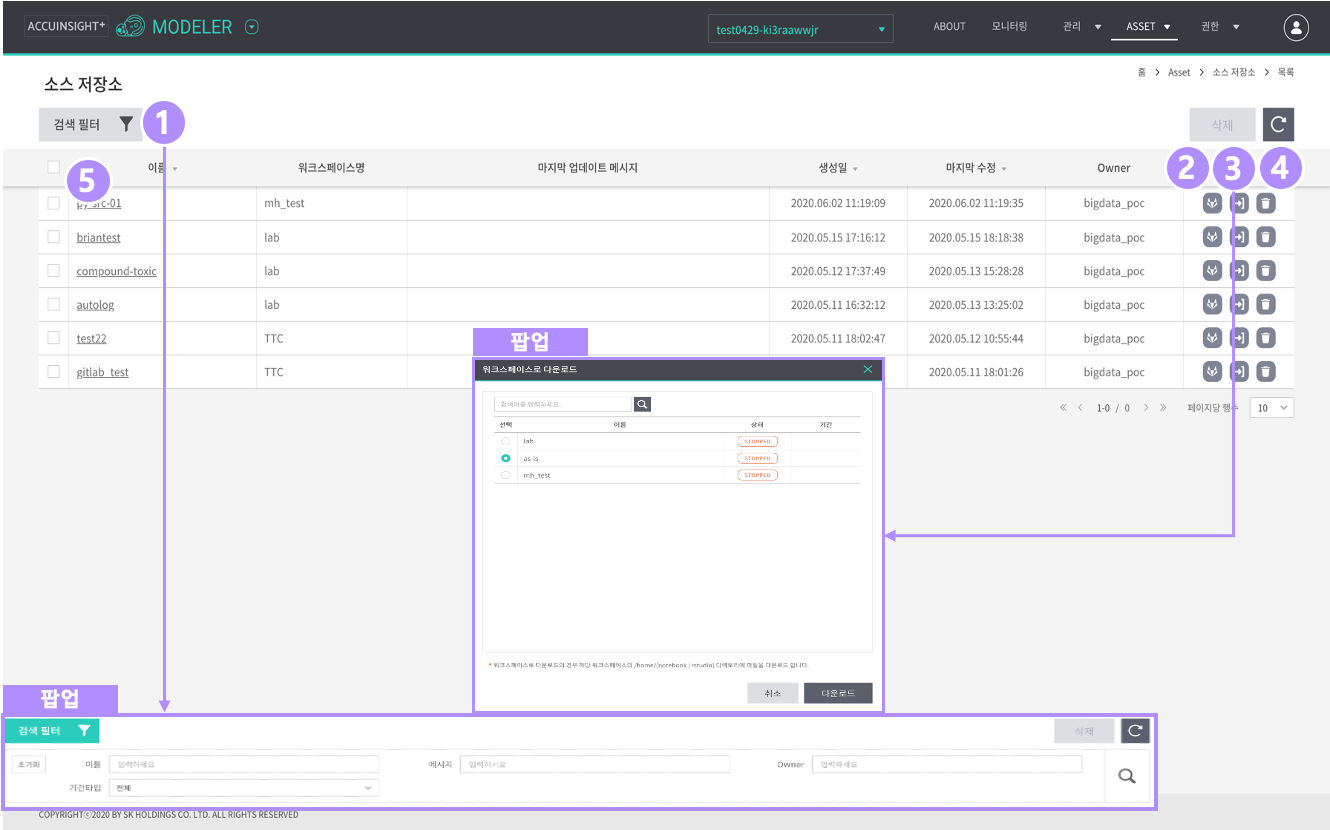 ACCUINSIGHT+ MODELER test0429-ki3raawwjr ABOUT 모니터링 관리 ASSET 권한
홈 > Asset > 소스 저장소 > 목록
소스 저장소
검색 필터 1 삭제
이름 워크스페이스명 마지막 업데이트 메시지 생성일 마지막 수정 Owner 2 3 4
5
py-src-01 mh_test 2020.06.02 11:19:09 2020.06.02 11:19:35 bigdata_poc
briantest lab 2020.05.15 17:16:12 2020.05.15 18:18:38 bigdata_poc
compound-toxic lab 2020.05.12 17:37:49 2020.05.13 15:28:28 bigdata_poc
autolog lab 2020.05.11 16:32:12 2020.05.13 13:25:02 bigdata_poc
test22 TTC 2020.05.11 18:02:47 2020.05.12 10:55:44 bigdata_poc
gitlab_test TTC 2020.05.11 18:01:26 bigdata_poc
« < 1-0 / 0 > » 페이지당 행수 10
팝업
워크스페이스로 다운로드
검색어를 입력하세요.
선택 이름 상태 기간
lab STOPPED
as-is STOPPED
mh_test STOPPED
* 워크스페이스로 다운로드의 경우 해당 워크스페이스의 /home/(notebook | rstudio) 디렉토리에 파일을 다운로드 합니다.
취소 다운로드
팝업
검색 필터 삭제
초기화 이름 입력하세요 메시지 입력하세요 Owner 입력하세요
기간타입 전체
COPYRIGHTⓒ2020 BY SK HOLDINGS CO. LTD. ALL RIGHTS RESERVED